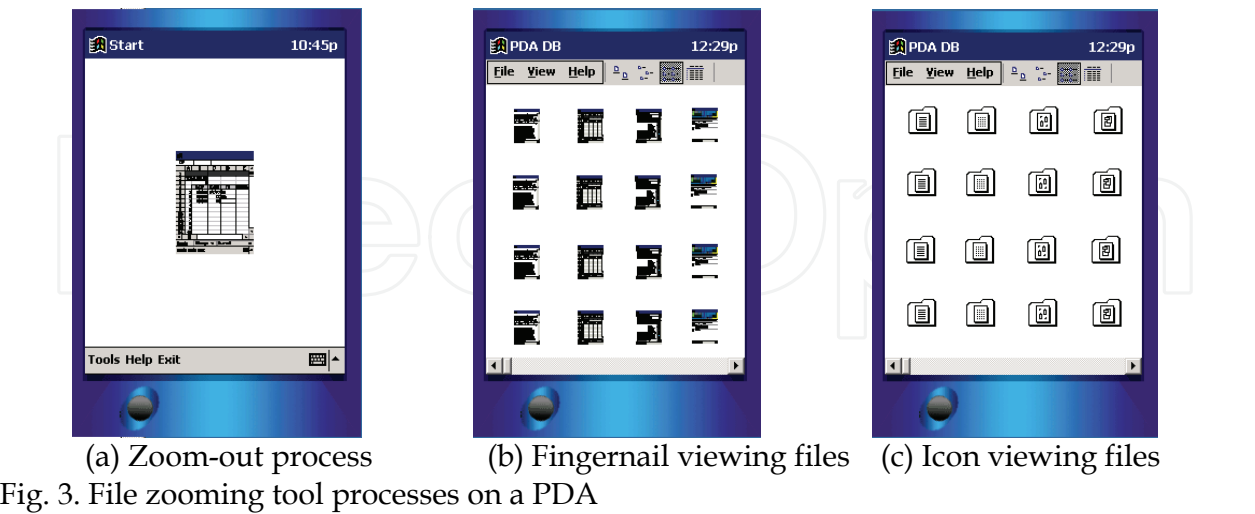 Start 10:45p
Tools Help Exit
PDA DB 12:29p
File View Help
PDA DB 12:29p
File View Help
(a) Zoom-out process
(b) Fingernail viewing files
(c) Icon viewing files
Fig. 3. File zooming tool processes on a PDA